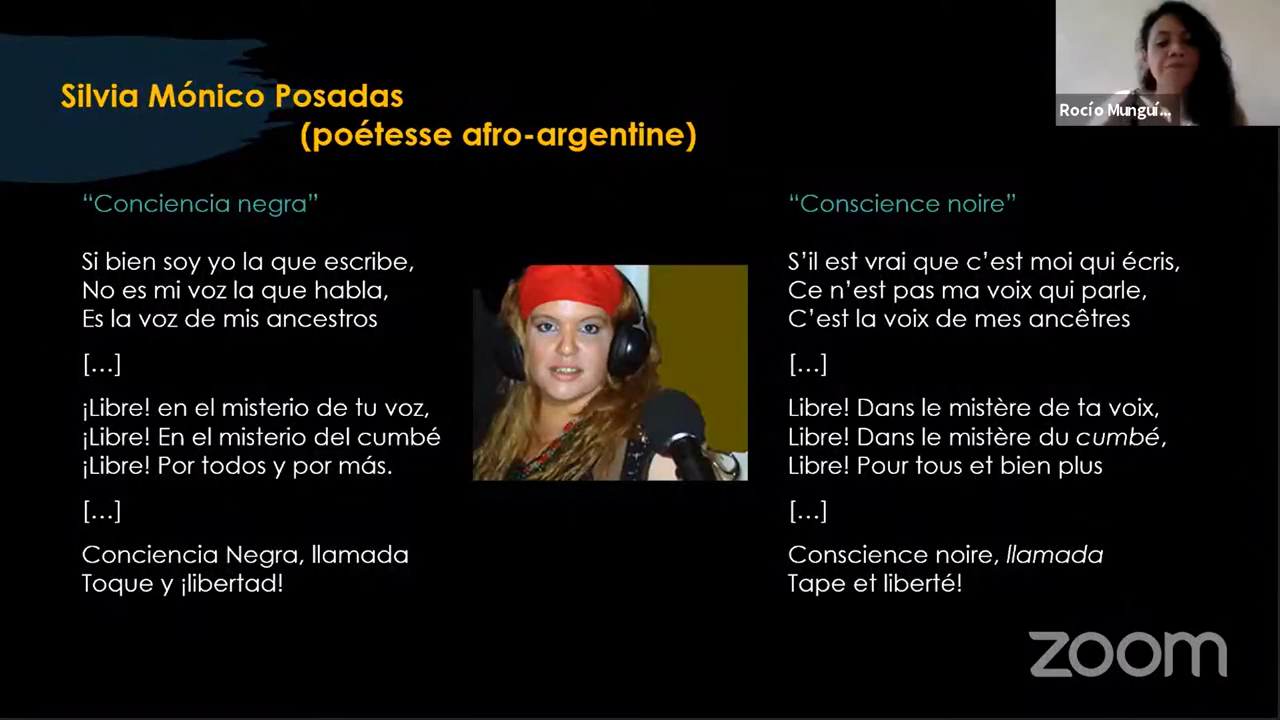 Silvia Mónico Posadas
(poétesse afro-argentine)
Rocío Munguí...
“Conciencia negra”
Si bien soy yo la que escribe,
No es mi voz la que habla,
Es la voz de mis ancestros
[...]
¡Libre! en el misterio de tu voz,
¡Libre! En el misterio del cumbé
¡Libre! Por todos y por más.
[...]
Conciencia Negra, llamada
Toque y ¡libertad!
“Conscience noire”
S’il est vrai que c’est moi qui écris,
Ce n’est pas ma voix qui parle,
C’est la voix de mes ancêtres
[...]
Libre! Dans le mistère de ta voix,
Libre! Dans le mistère du cumbé,
Libre! Pour tous et bien plus
[...]
Conscience noire, llamada
Tape et liberté!
zoom